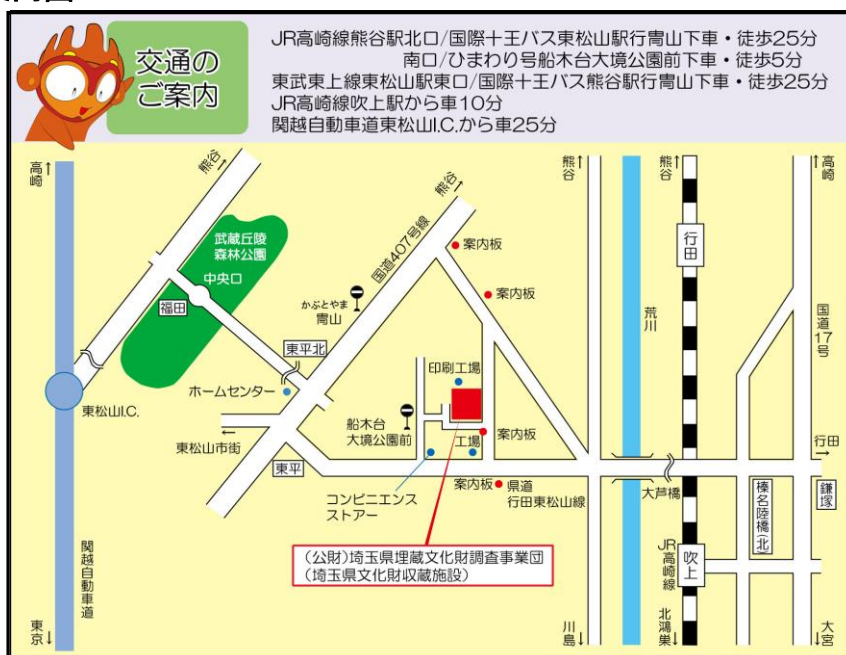 交通の
ご案内
JR高崎線熊谷駅北口/国際十王バス東松山駅行冑山下車・徒歩25分
南口/ひまわり号船木台大境公園前下車・徒歩5分
東武東上線東松山駅東口/国際十王バス熊谷駅行冑山下車・徒歩25分
JR高崎線吹上駅から車10分
関越自動車道東松山I.C.から車25分
高崎↑
熊谷→
武蔵丘陵
森林公園
中央口
福田
熊谷→
国道407号線
かぶとやま
冑山
東平北
ホームセンター
東松山I.C.
←
東松山市街
東平
船木台
大境公園前
印刷工場
工場
コンビニエンス
ストアー
案内板
案内板
案内板
案内板
県道
行田東松山線
(公財)埼玉県埋蔵文化財調査事業団
(埼玉県文化財収蔵施設)
関越自動車道
東京↓
熊谷↑
川島↓
荒川
大芦橋
熊谷↑
行田
JR高崎線
吹上
北鴻巣↓
高崎↑
国道17号
行田
→
鎌塚
榛名陸橋(北)
大宮↓